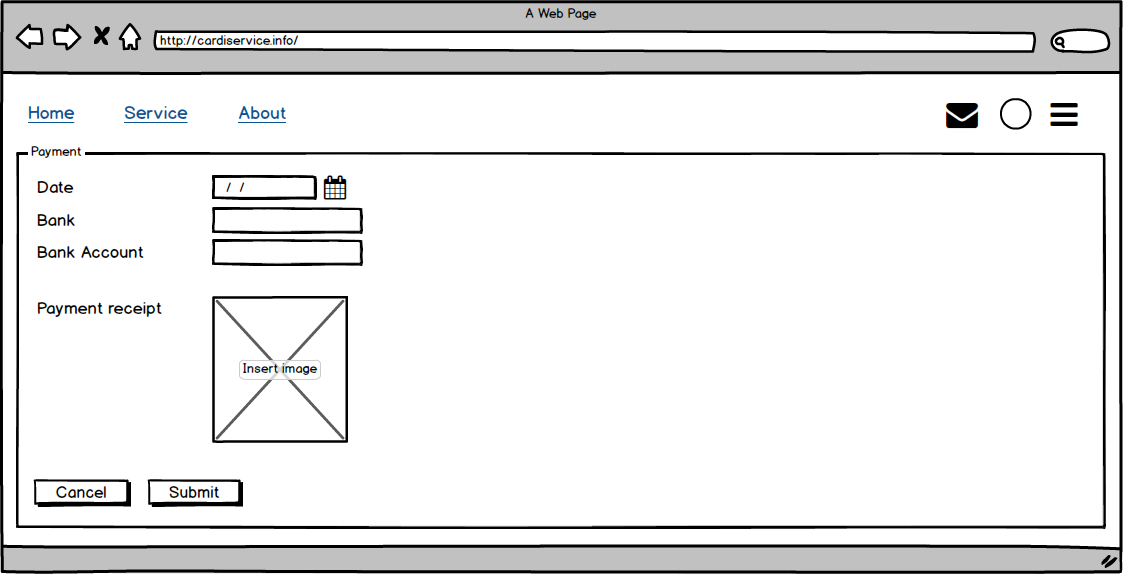 A Web Page
http://cardiservice.info/
Home Service About
Payment
Date / /
Bank
Bank Account
Payment receipt
Insert image
Cancel Submit